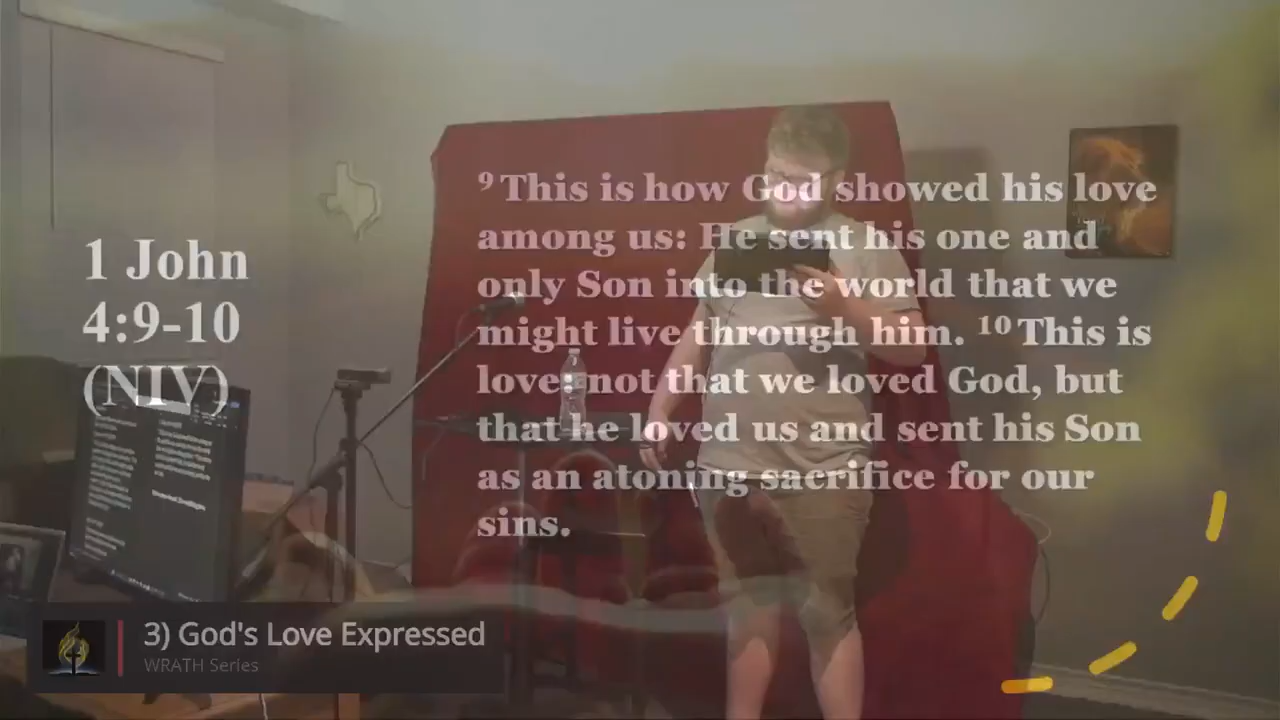 1 John
4:9-10
(NIV)
⁹ This is how God showed his love
among us: He sent his one and
only Son into the world that we
might live through him. ¹⁰ This is
love: not that we loved God, but
that he loved us and sent his Son
as an atoning sacrifice for our
sins.
3) God's Love Expressed
WRATH Series